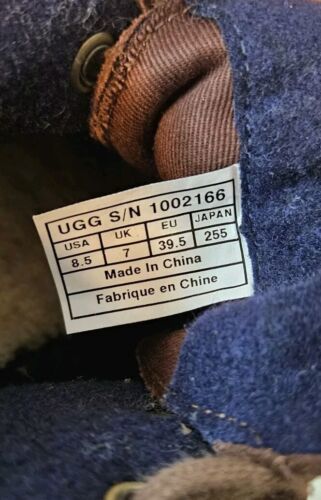 UGG S/N 1002166
USA UK EU JAPAN
8.5 7 39.5 255
Made In China
Fabrique en Chine